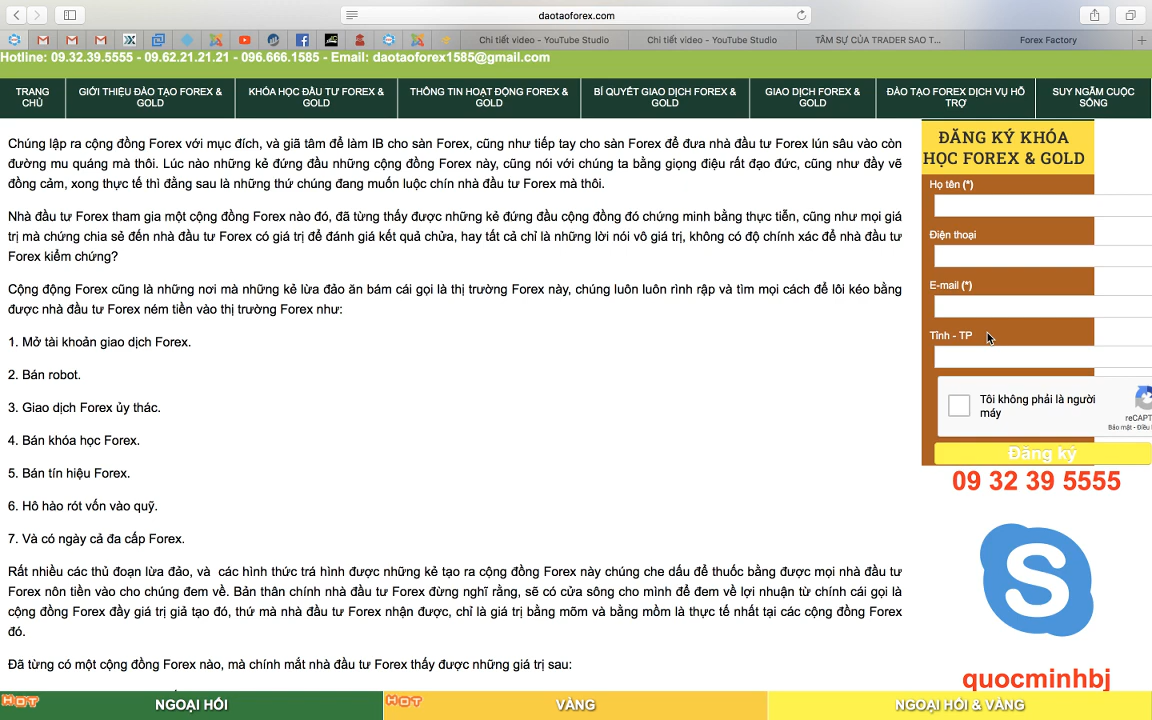 daotaoforex.com
Chi tiết video - YouTube Studio
Chi tiết video - YouTube Studio
TÂM SỰ CỦA TRADER SAO T...
Forex Factory
Hotline: 09.32.39.5555 - 09.62.21.21.21 - 096.666.1585 - Email: daotaoforex1585@gmail.com
TRANG
CHỦ
GIỚI THIỆU ĐÀO TẠO FOREX &
GOLD
KHÓA HỌC ĐẦU TƯ FOREX &
GOLD
THÔNG TIN HOẠT ĐỘNG FOREX &
GOLD
BÍ QUYẾT GIAO DỊCH FOREX &
GOLD
GIAO DỊCH FOREX &
GOLD
ĐÀO TẠO FOREX DỊCH VỤ HỖ
TRỢ
SUY NGẪM CUỘC
SỐNG
Chúng lập ra cộng đồng Forex với mục đích, và giã tâm để làm IB cho sàn Forex, cũng như tiếp tay cho sàn Forex để đưa nhà đầu tư Forex lún sâu vào còn
đường mu quáng mà thôi. Lúc nào những kẻ đứng đầu những cộng đồng Forex này, cũng nói với chúng ta bằng giọng điệu rất đạo đức, cũng như đầy vẽ
đồng cảm, xong thực tế thì đằng sau là những thứ chúng đang muốn luộc chín nhà đầu tư Forex mà thôi.
Nhà đầu tư Forex tham gia một cộng đồng Forex nào đó, đã từng thấy được những kẻ đứng đầu cộng đồng đó chứng minh bằng thực tiễn, cũng như mọi giá
trị mà chứng chia sẻ đến nhà đầu tư Forex có giá trị để đánh giá kết quả chửa, hay tất cả chỉ là những lời nói vô giá trị, không có độ chính xác để nhà đầu tư
Forex kiểm chứng?
Cộng động Forex cũng là những nơi mà những kẻ lừa đảo ăn bám cái gọi là thị trường Forex này, chúng luôn luôn rình rập và tìm mọi cách để lôi kéo bằng
được nhà đầu tư Forex ném tiền vào thị trường Forex như:
1. Mở tài khoản giao dịch Forex.
2. Bán robot.
3. Giao dịch Forex ủy thác.
4. Bán khóa học Forex.
5. Bán tín hiệu Forex.
6. Hô hào rót vốn vào quỹ.
7. Và có ngày cả đa cấp Forex.
Rất nhiều các thủ đoạn lừa đảo, và các hình thức trá hình được những kẻ tạo ra cộng đồng Forex này chúng che dấu để thuốc bằng được mọi nhà đầu tư
Forex nôn tiền vào cho chúng đem về. Bản thân chính nhà đầu tư Forex đừng nghĩ rằng, sẽ có cửa sông cho mình để đem về lợi nhuận từ chính cái gọi là
cộng đồng Forex đầy giá trị giả tạo đó, thứ mà nhà đầu tư Forex nhận được, chỉ là giá trị bằng mõm và bằng mồm là thực tế nhất tại các cộng đồng Forex
đó.
Đã từng có một cộng đồng Forex nào, mà chính mắt nhà đầu tư Forex thấy được những giá trị sau:
ĐĂNG KÝ KHÓA
HỌC FOREX & GOLD
Họ tên (*)
Điện thoại
E-mail (*)
Tỉnh - TP
Tôi không phải là người
máy
reCAPT
Bảo mật - Điều
Đăng ký
09 32 39 5555
quocminhbj
HOT
NGOẠI HỐI
HOT
VÀNG
NGOẠI HỐI & VÀNG